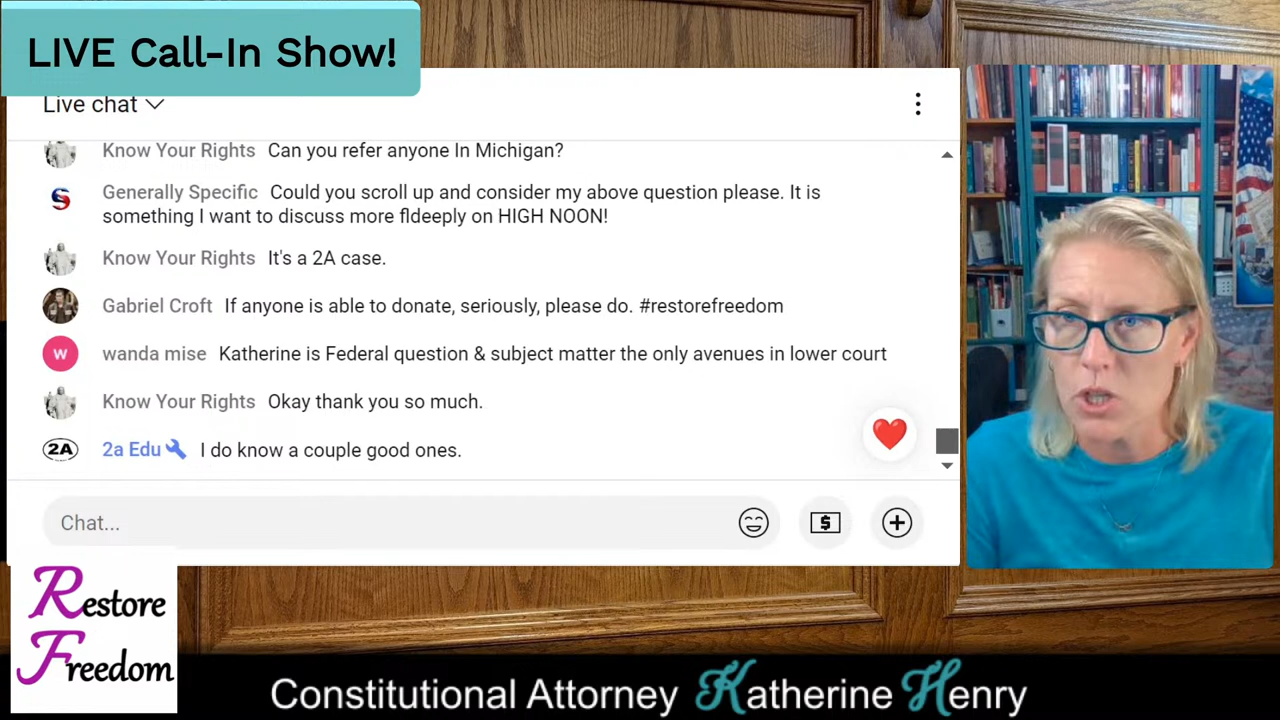 LIVE Call-In Show!
Live chat
Know Your Rights Can you refer anyone In Michigan?
Generally Specific Could you scroll up and consider my above question please. It is
something I want to discuss more fldeeply on HIGH NOON!
Know Your Rights It's a 2A case.
Gabriel Croft If anyone is able to donate, seriously, please do. #restorefreedom
W wanda mise Katherine is Federal question & subject matter the only avenues in lower court
Know Your Rights Okay thank you so much.
2A 2a Edu I do know a couple good ones.
Chat...
$
Restore
Freedom
Constitutional Attorney Katherine Henry